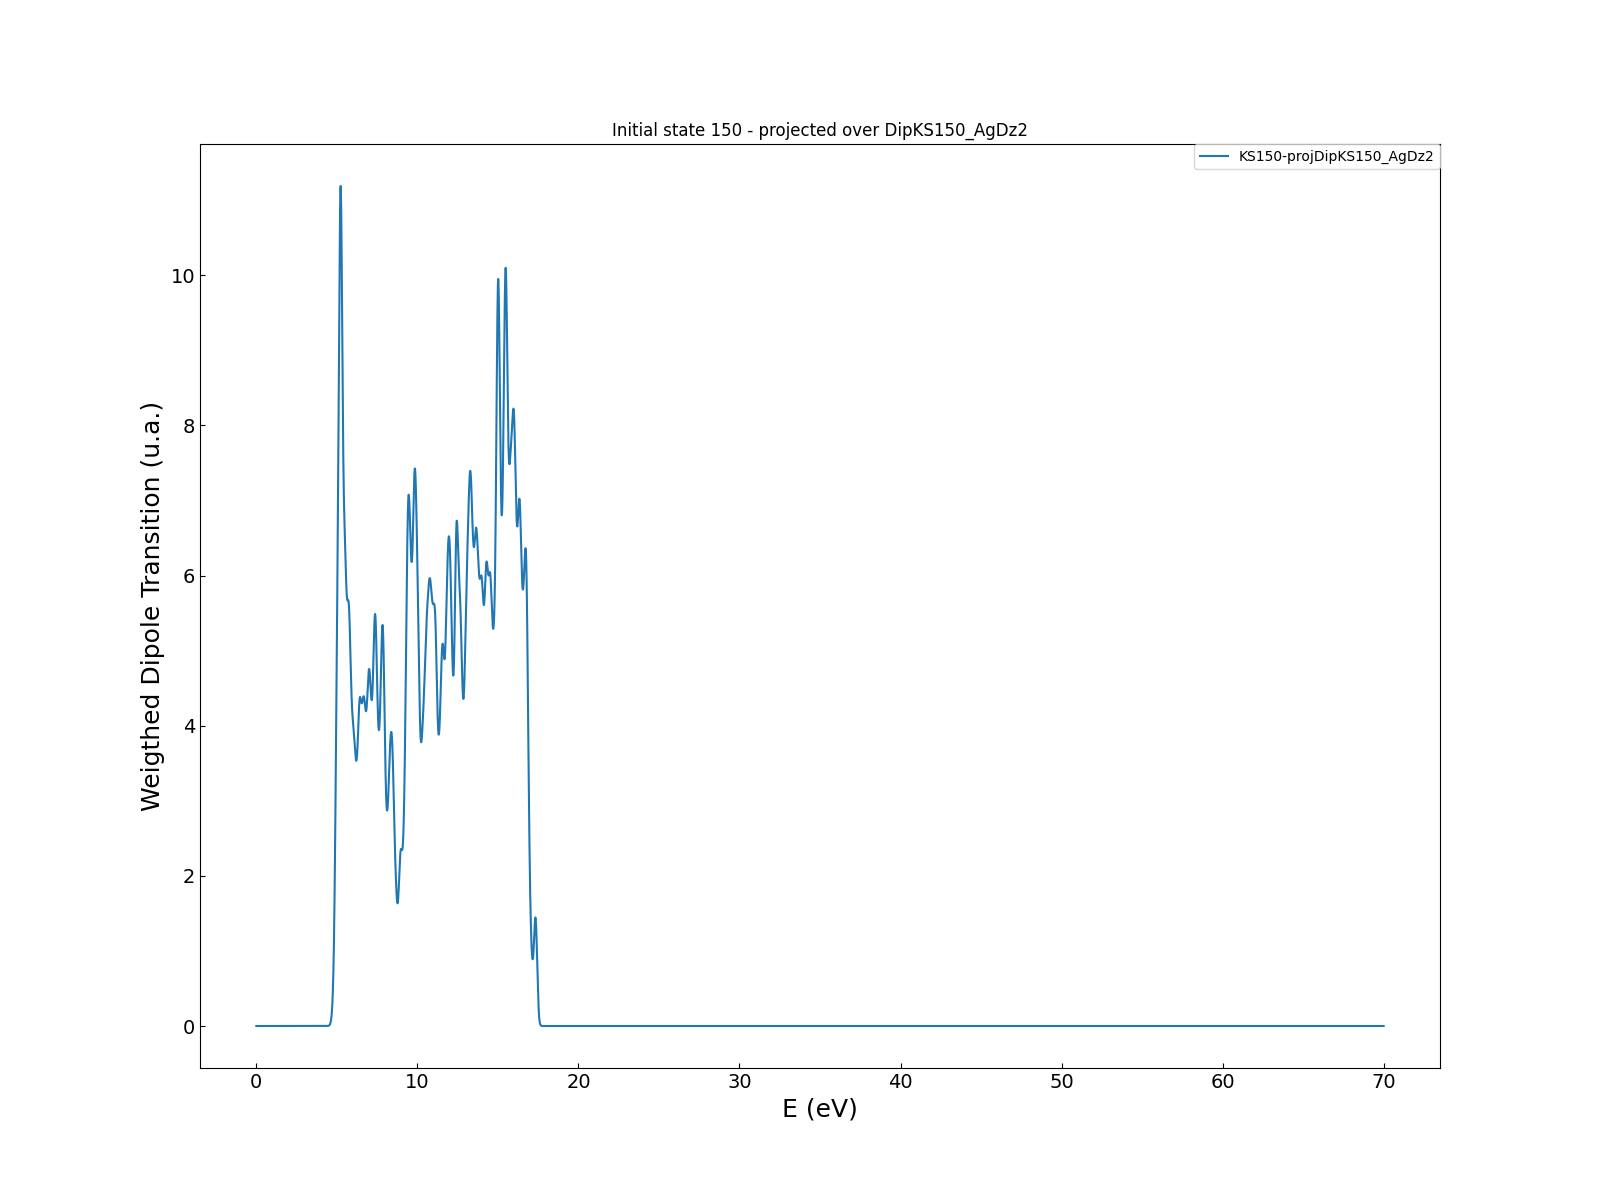 Initial state 150 - projected over DipKS150_AgDz2
KS150-projDipKS150_AgDz2
Weigthed Dipole Transition (u.a.)
10
8
6
4
2
0
0 10 20 30 40 50 60 70
E (eV)